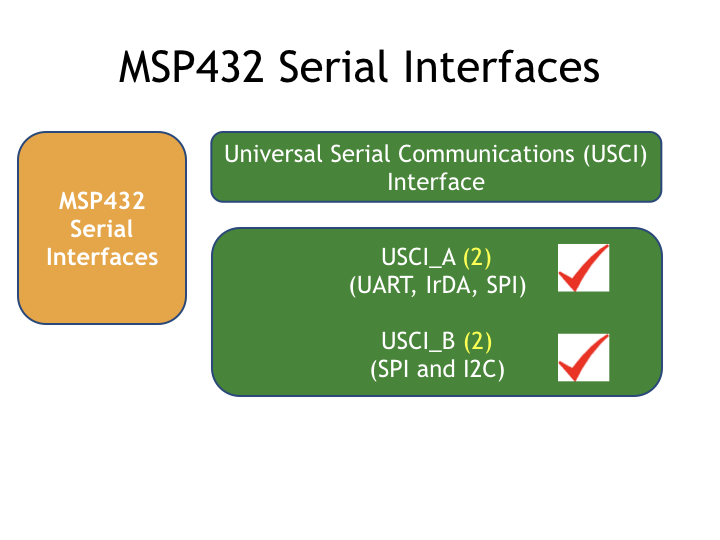 MSP432 Serial Interfaces
MSP432
Serial
Interfaces
Universal Serial Communications (USCI)
Interface
USCI_A (2)
(UART, IrDA, SPI)
USCI_B (2)
(SPI and I2C)